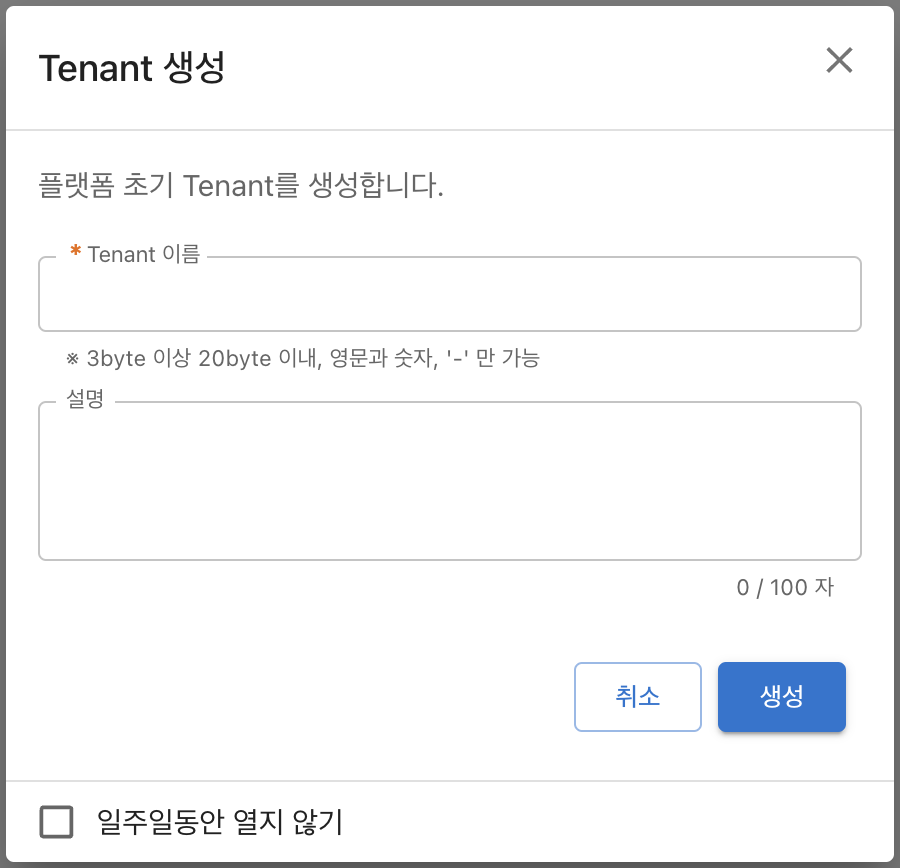 Tenant 생성
플랫폼 초기 Tenant를 생성합니다.
* Tenant 이름
※ 3byte 이상 20byte 이내, 영문과 숫자, '-' 만 가능
설명
0 / 100 자
취소
생성
일주일동안 열지 않기